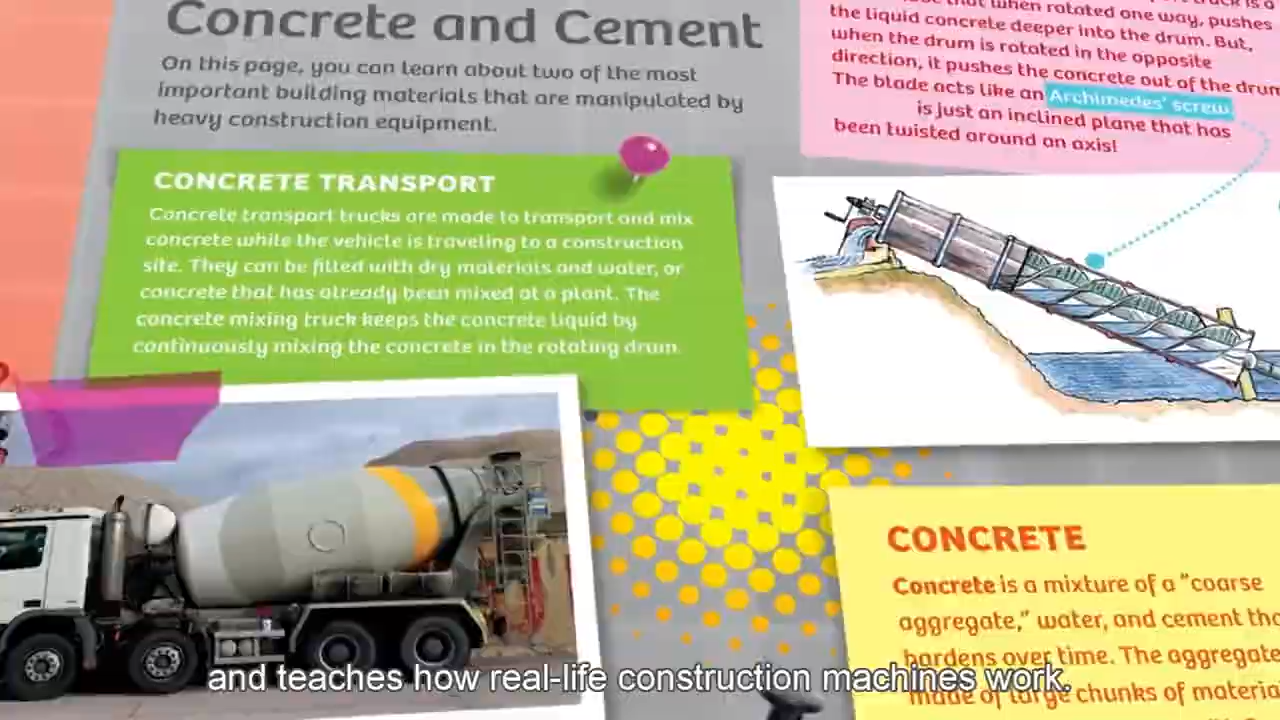 Concrete and Cement
On this page, you can learn about two of the most
important building materials that are manipulated by
heavy construction equipment.
that when rotated one way, pushes
the liquid concrete deeper into the drum. But,
when the drum is rotated in the opposite
direction, it pushes the concrete out of the drum
The blade acts like an Archimedes' screw
is just an inclined plane that has
been twisted around an axis!
CONCRETE TRANSPORT
Concrete transport trucks are made to transport and mix
concrete while the vehicle is traveling to a construction
site. They can be filled with dry materials and water, or
concrete that has already been mixed at a plant. The
concrete mixing truck keeps the concrete liquid by
continuously mixing the concrete in the rotating drum.
CONCRETE
Concrete is a mixture of a "coarse
aggregate," water, and cement tha
hardens over time. The aggregate
made of large chunks of materia
and teaches how real-life construction machines work.